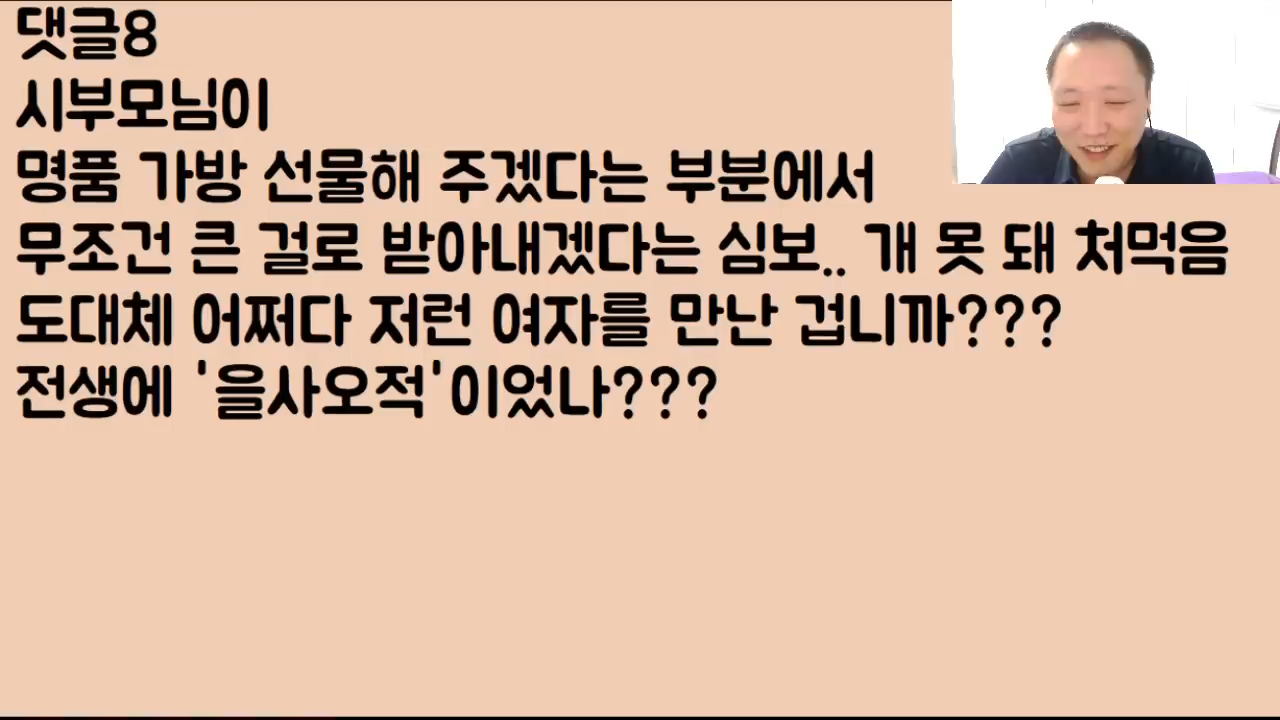 댓글8
시부모님이
명품 가방 선물해 주겠다는 부분에서
무조건 큰 걸로 받아내겠다는 심보.. 개 못 돼 처먹음
도대체 어쩌다 저런 여자를 만난 겁니까???
전생에 '을사오적'이었나???